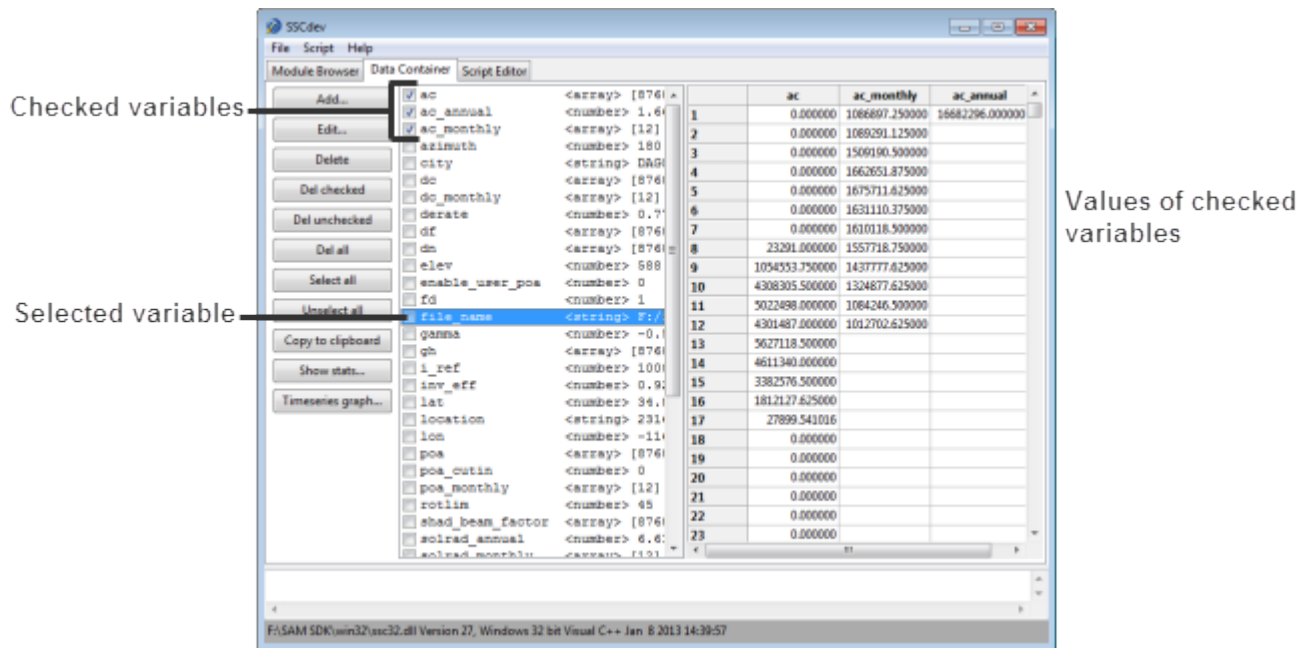 SSCdev
File Script Help
Module Browser Data Container Script Editor
Checked variables
Selected variable
Values of checked
variables
Add...
Edit...
Delete
Del checked
Del unchecked
Del all
Select all
Unselect all
Copy to clipboard
Show stats...
Timeseries graph...
ac <array> [876
ac_annual <number> 1.6
ac_monthly <array> [12]
azimuth <number> 180
city <string> DAG
dc <array> [876
dc_monthly <array> [12]
derate <number> 0.7
df <array> [876
dn <array> [876
elev <number> 588
enable_user_poa <number> 0
fd <number> 1
file_name <string> F:/
gamma <number> -0.
gh <array> [876
i_ref <number> 100
inv_eff <number> 0.9
lat <number> 34.
location <string> 231
lon <number> -11
poa <array> [876
poa_cutin <number> 0
poa_monthly <array> [12]
rotlim <number> 45
shad_beam_factor <array> [876
solrad_annual <number> 6.6
solrad_monthly <array> [12]
ac ac_monthly ac_annual
1 0.000000 1086897.250000 16682296.000000
2 0.000000 1089291.125000
3 0.000000 1509190.500000
4 0.000000 1662651.875000
5 0.000000 1675711.625000
6 0.000000 1631110.375000
7 0.000000 1610118.500000
8 23291.000000 1557718.750000
9 1054553.750000 1437777.625000
10 4308305.500000 1324877.625000
11 5022498.000000 1084246.500000
12 4301487.000000 1012702.625000
13 5627118.500000
14 4611340.000000
15 3382576.500000
16 1812127.625000
17 27899.541016
18 0.000000
19 0.000000
20 0.000000
21 0.000000
22 0.000000
23 0.000000
F:\SAM SDK\win32\ssc32.dll Version 27, Windows 32 bit Visual C++ Jan 8 2013 14:39:57